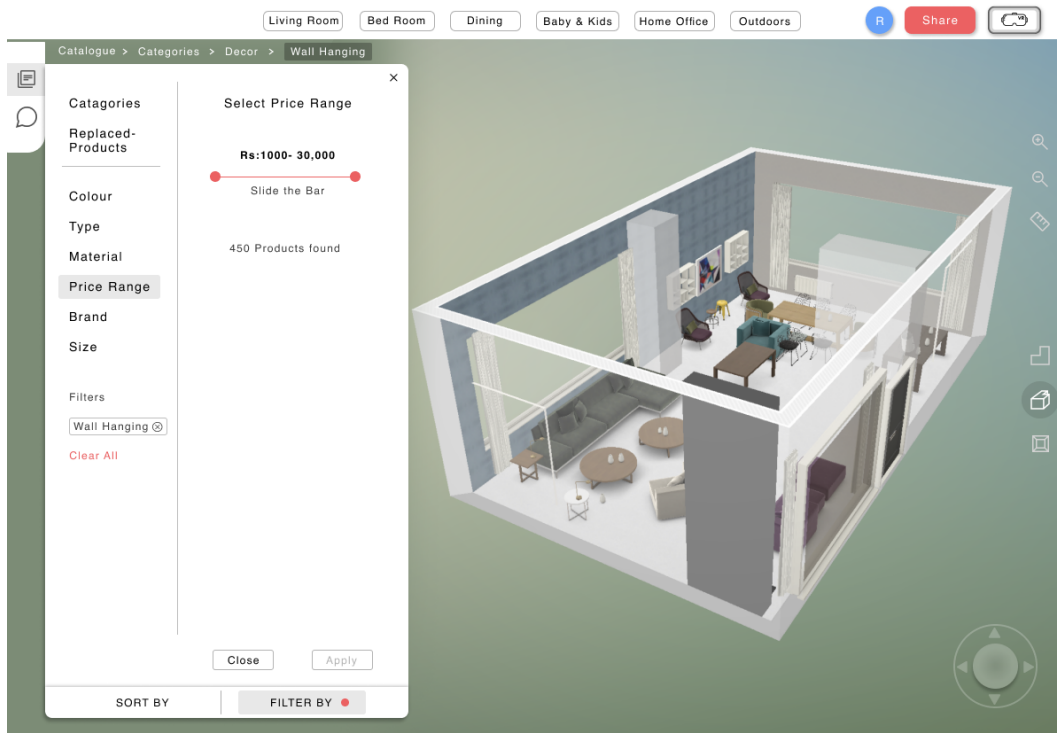 Living Room
Bed Room
Dining
Baby & Kids
Home Office
Outdoors
R
Share
VR
Catalogue > Categories > Decor > Wall Hanging
Catagories
Replaced-
Products
Colour
Type
Material
Price Range
Brand
Size
Filters
Wall Hanging
Clear All
Select Price Range
Rs:1000- 30,000
Slide the Bar
450 Products found
Close
Apply
SORT BY
FILTER BY